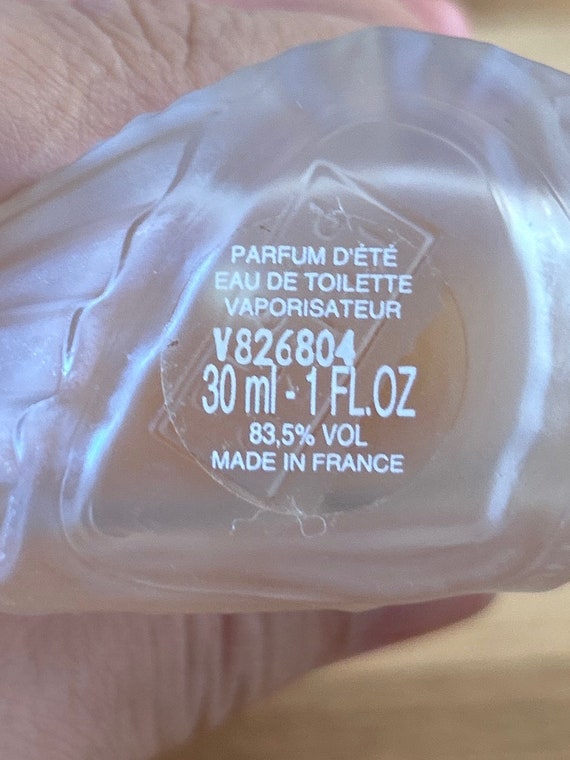 PARFUM D'ÉTÉ
EAU DE TOILETTE
VAPORISATEUR
V826804
30 ml - 1 FL.OZ
83,5% VOL
MADE IN FRANCE